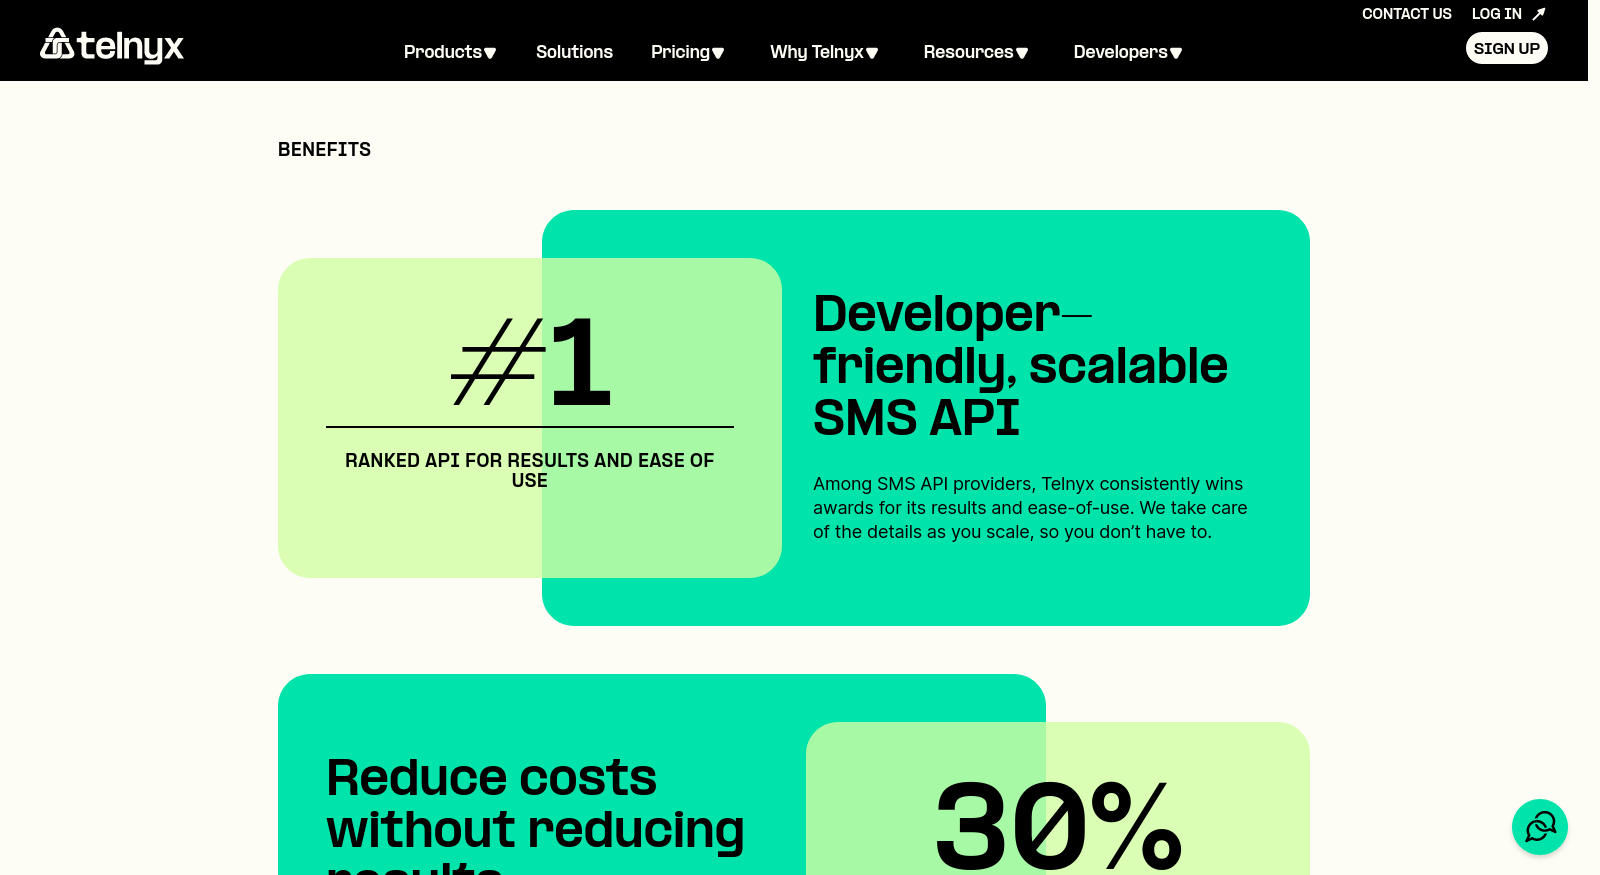 CONTACT US LOG IN
telnyx Products Solutions Pricing Why Telnyx Resources Developers SIGN UP
BENEFITS
#1
RANKED API FOR RESULTS AND EASE OF
USE
Developer-
friendly, scalable
SMS API
Among SMS API providers, Telnyx consistently wins
awards for its results and ease-of-use. We take care
of the details as you scale, so you don’t have to.
Reduce costs
without reducing
results
30%